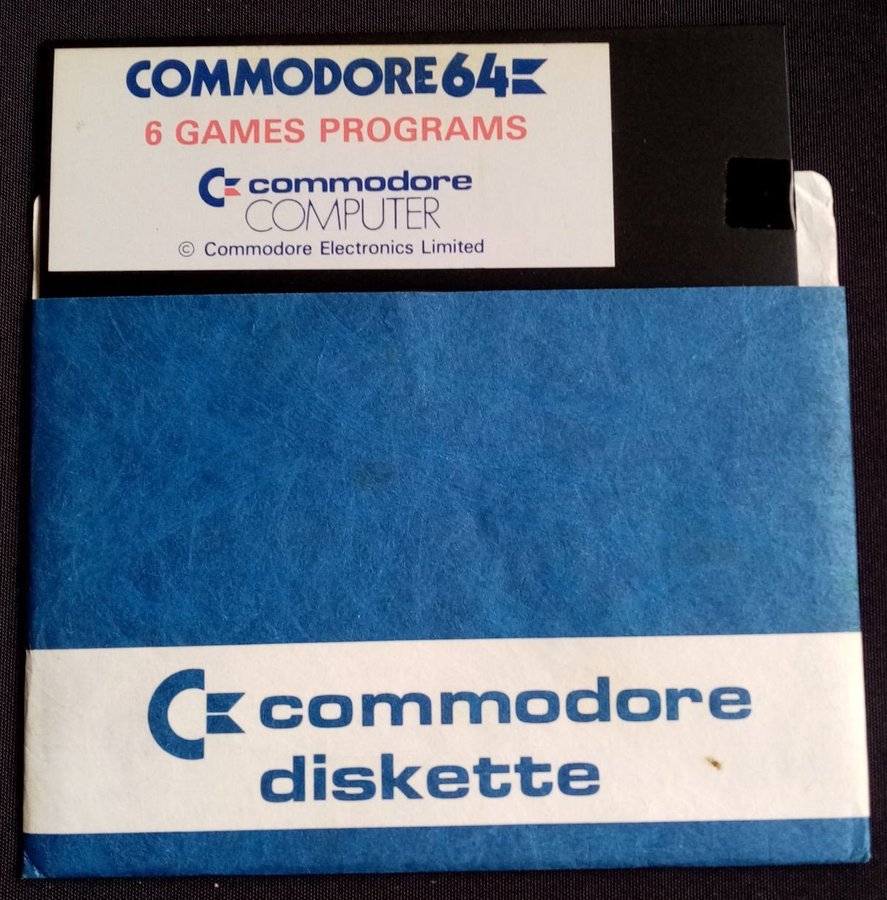 COMMODORE 64
6 GAMES PROGRAMS
commodore
COMPUTER
© Commodore Electronics Limited
commodore
diskette